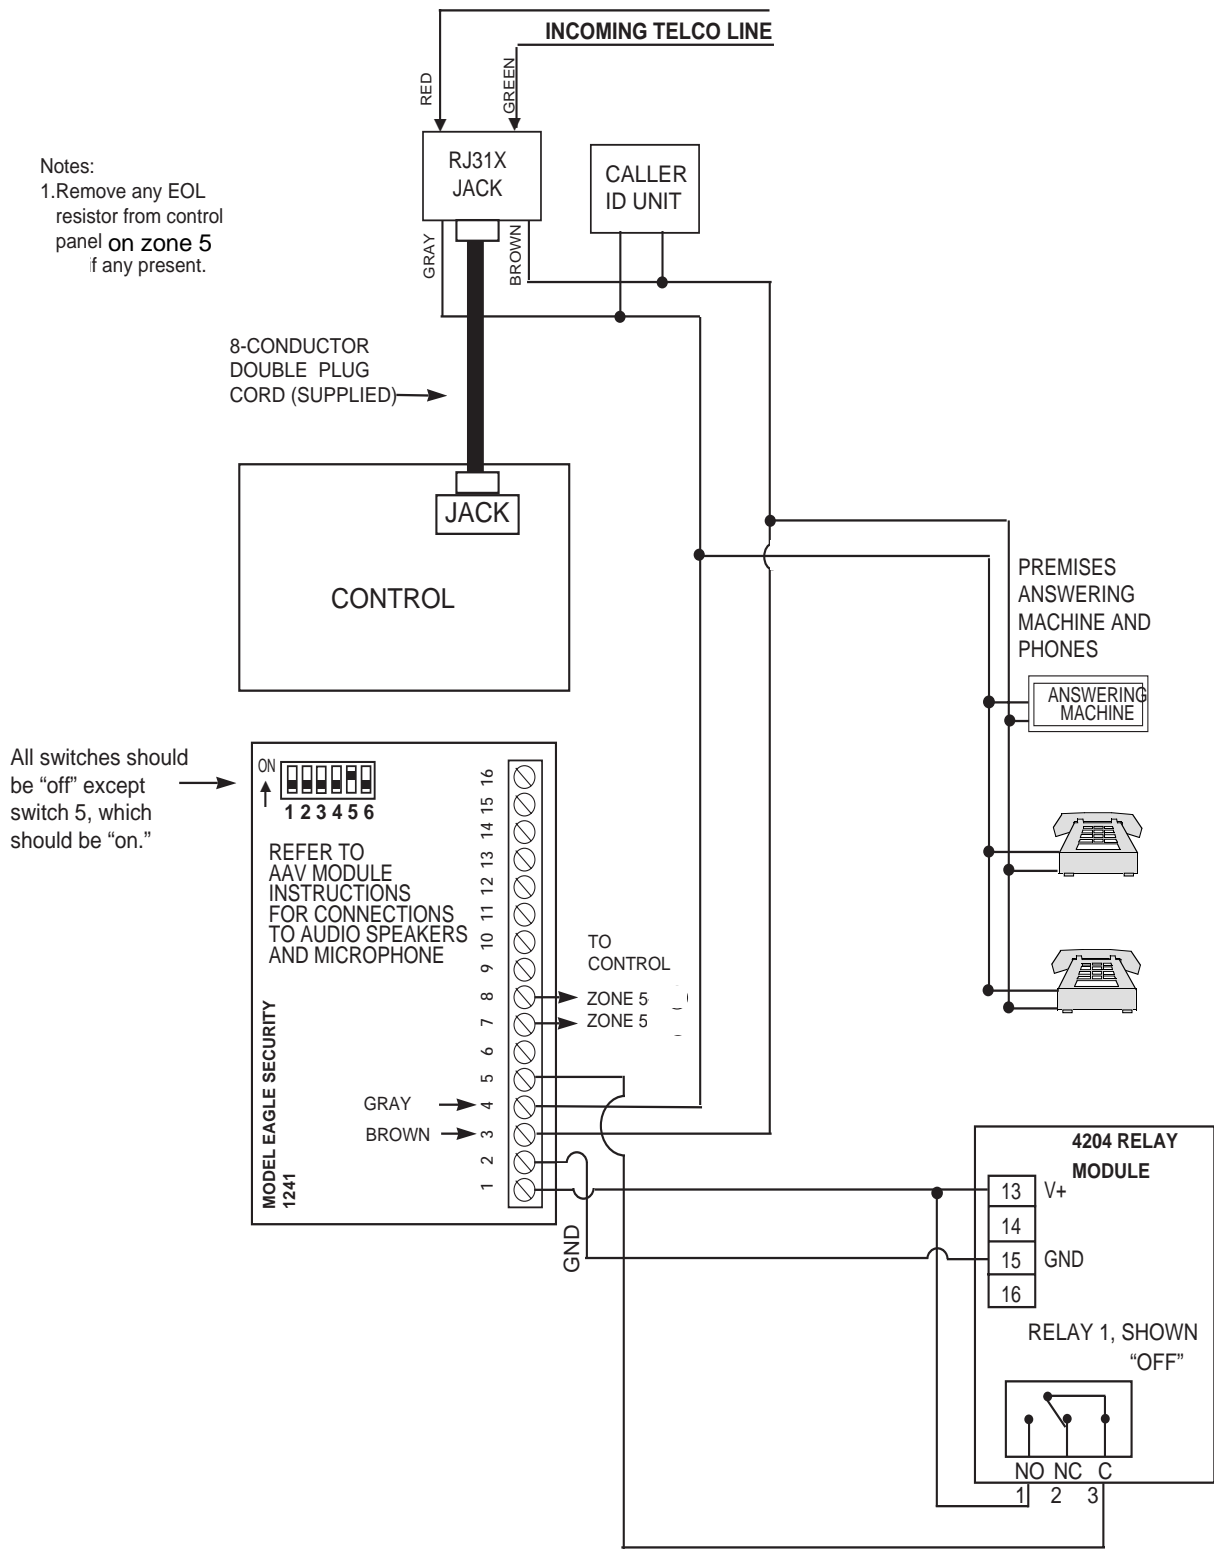 INCOMING TELCO LINE
RED
GREEN
RJ31X
JACK
CALLER
ID UNIT
Notes:
1.Remove any EOL
resistor from control
panel on zone 5
if any present.
GRAY
BROWN
8-CONDUCTOR
DOUBLE PLUG
CORD (SUPPLIED)
JACK
CONTROL
PREMISES
ANSWERING
MACHINE AND
PHONES
ANSWERING
MACHINE
All switches should
be “off” except
switch 5, which
should be “on.”
ON
1 2 3 4 5 6
REFER TO
AAV MODULE
INSTRUCTIONS
FOR CONNECTIONS
TO AUDIO SPEAKERS
AND MICROPHONE
MODEL EAGLE SECURITY
1241
16
15
14
13
12
11
10
9
8
7
6
5
4
3
2
1
TO
CONTROL
ZONE 5
ZONE 5
GRAY
BROWN
GND
4204 RELAY
MODULE
13 V+
14
15 GND
16
RELAY 1, SHOWN
“OFF”
NO NC C
1 2 3